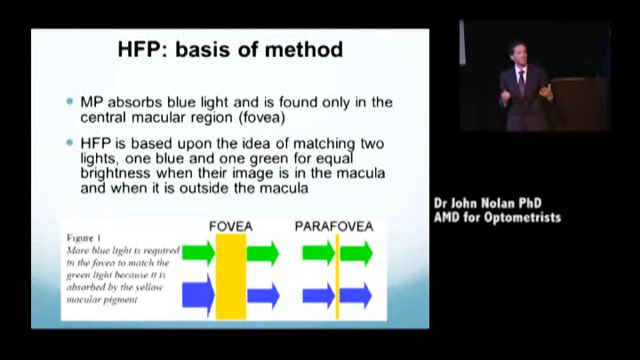 HFP: basis of method
• MP absorbs blue light and is found only in the
central macular region (fovea)
• HFP is based upon the idea of matching two
lights, one blue and one green for equal
brightness when their image is in the macula
and when it is outside the macula
FOVEA
PARAFOVEA
Figure 1
More blue light is required
in the fovea to match the
green light because it is
absorbed by the yellow
macular pigment
Dr John Nolan PhD
AMD for Optometrists